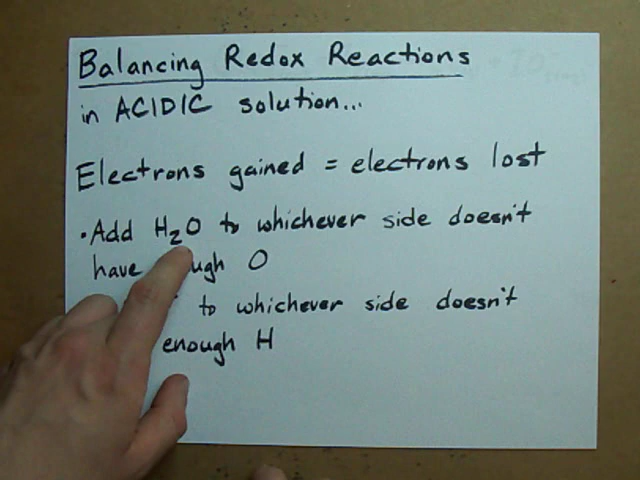 Balancing Redox Reactions
in ACIDIC solution...
Electrons gained = electrons lost
• Add H₂O to whichever side doesn't
have ough O
to whichever side doesn't
enough H